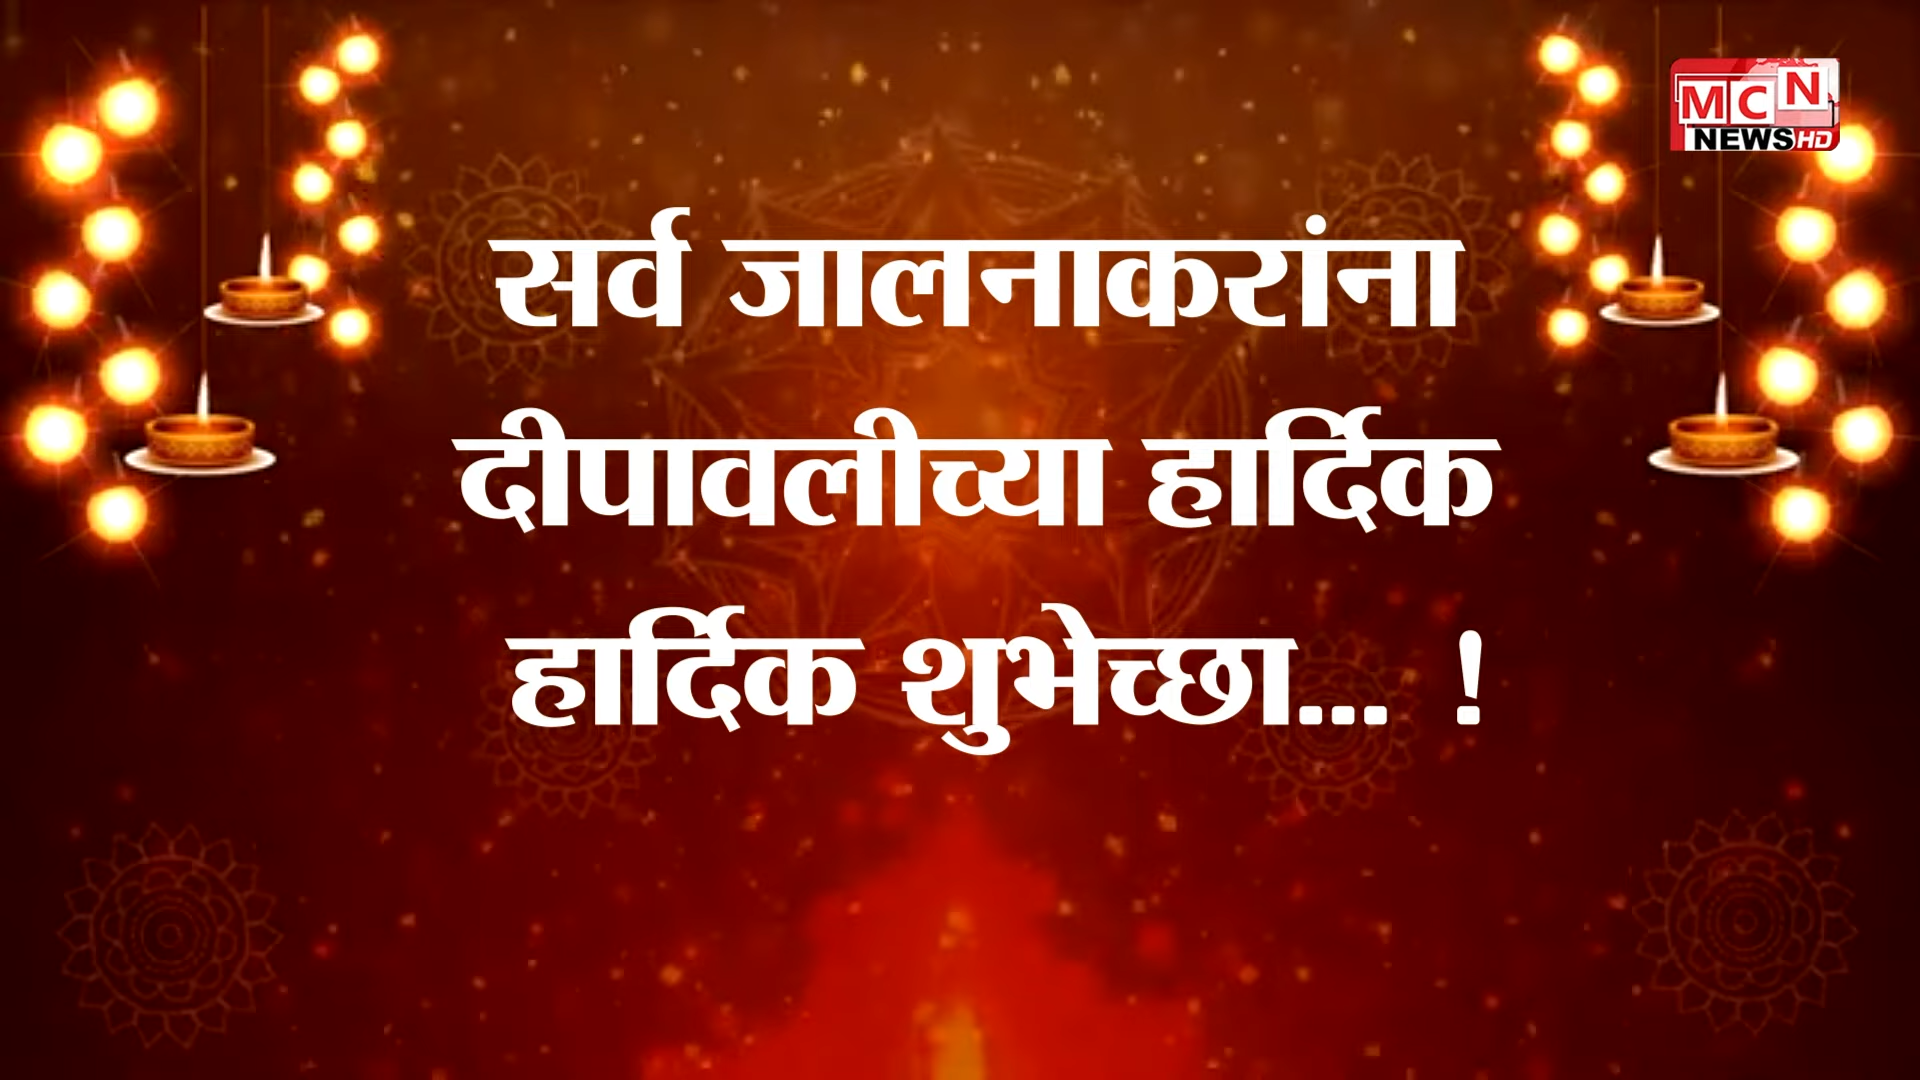 MCN
NEWS HD
सर्व जालनाकरांना
दीपावलीच्या हार्दिक
हार्दिक शुभेच्छा... !